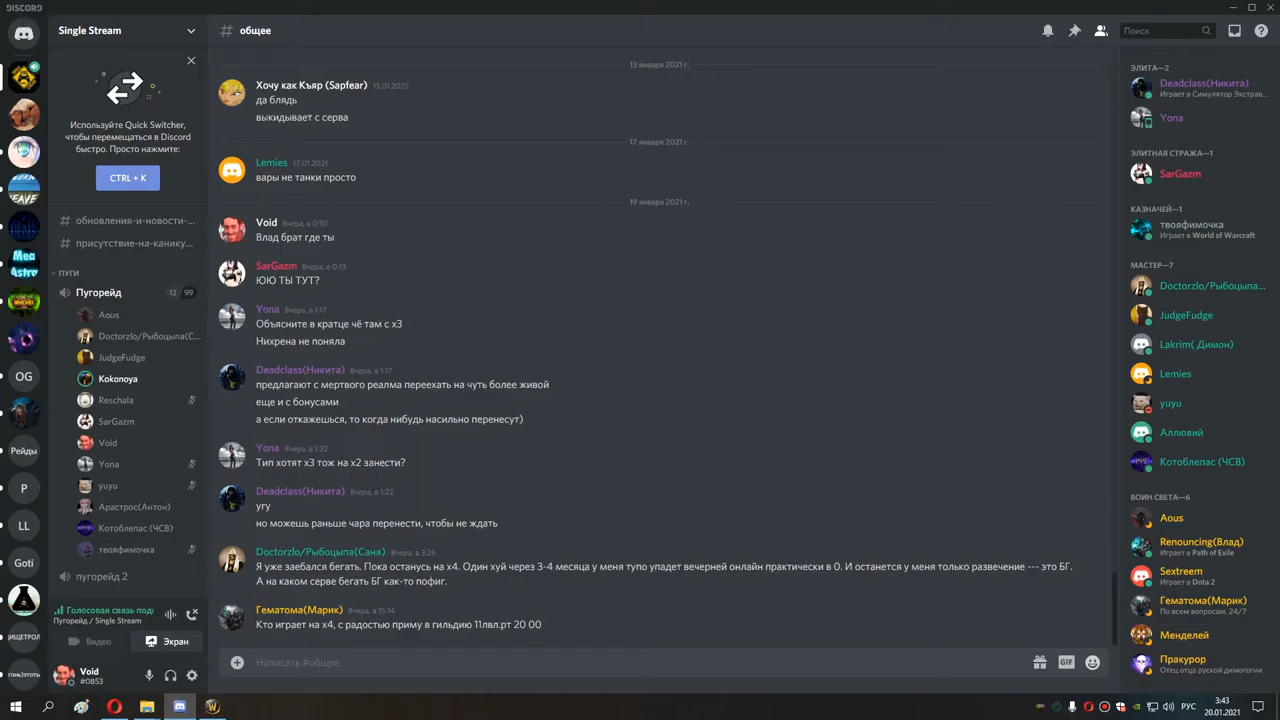 DISCORD
Single Stream
# общее
Поиск
Используйте Quick Switcher,
чтобы перемещаться в Discord
быстро. Просто нажмите:
CTRL + K
# обновления-и-новости-...
# присутствие-на-канику...
ПУГИ
Пугорейд 12 99
Aous
Doctorzlo/Рыбоцыпа(С...
JudgeFudge
Kokonoya
Reschala
SarGazm
Void
Yona
yuyu
Арастрос(Антон)
Котоблепас (ЧСВ)
твояфимочка
пугорейд 2
Голосовая связь под
Пугорейд / Single Stream
Видео
Экран
Void
#0853
Mea
Astro
OG
Рейды
P
LL
Goti
ИЩЕТРОЛ
13 января 2021 г.
Хочу как Къяр (Sapfear) 13.01.2021
да блядь
выкидывает с серва
17 января 2021 г.
Lemies 17.01.2021
вары не танки просто
19 января 2021 г.
Void Вчера, в 0:10
Влад брат где ты
SarGazm Вчера, в 0:13
ЮЮ ТЫ ТУТ?
Yona Вчера, в 1:17
Объясните в кратце чё там с х3
Нихрена не поняла
Deadclass(Никита) Вчера, в 1:17
предлагают с мертвого реалма переехать на чуть более живой
еще и с бонусами
а если откажешься, то когда нибудь насильно перенесут)
Yona Вчера, в 1:22
Тип хотят х3 тож на х2 занести?
Deadclass(Никита) Вчера, в 1:22
угу
но можешь раньше чара перенести, чтобы не ждать
Doctorzlo/Рыбоцыпа(Саня) Вчера, в 3:26
Я уже заебался бегать. Пока останусь на х4. Один хуй через 3-4 месяца у меня тупо упадет вечерней онлайн практически в 0. И останется у меня только развечение --- это БГ.
А на каком серве бегать БГ как-то пофиг.
Гематома(Марик) Вчера, в 15:14
Кто играет на х4, с радостью приму в гильдию 11лвл.рт 20 00
Написать #общее
GIF
ЭЛИТА—2
Deadclass(Никита)
Играет в Симулятор Экстрав...
Yona
ЭЛИТНАЯ СТРАЖА—1
SarGazm
КАЗНАЧЕЙ—1
твояфимочка
Играет в World of Warcraft
МАСТЕР—7
Doctorzlo/Рыбоцыпа...
JudgeFudge
Lakrim( Димон)
Lemies
yuyu
Аллювий
Котоблепас (ЧСВ)
ВОИН СВЕТА—6
Aous
Renouncing(Влад)
Играет в Path of Exile
Sextreem
Играет в Dota 2
Гематома(Марик)
По всем вопросам. 24/7
Менделей
Пракурор
Отец отца руской димогогии
РУС
3:43
20.01.2021